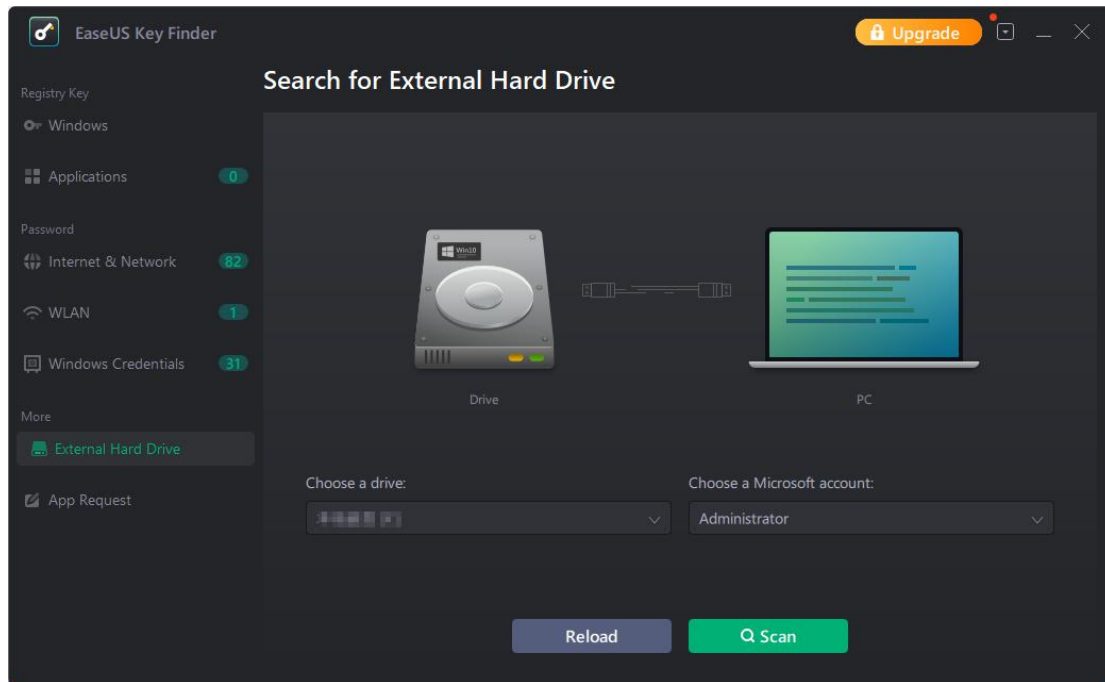 EaseUS Key Finder
Upgrade
Search for External Hard Drive
Registry Key
Windows
Applications 0
Password
Internet & Network 82
WLAN 1
Windows Credentials 31
More
External Hard Drive
App Request
Win10
Drive
PC
Choose a drive:
Choose a Microsoft account:
Administrator
Reload
Scan